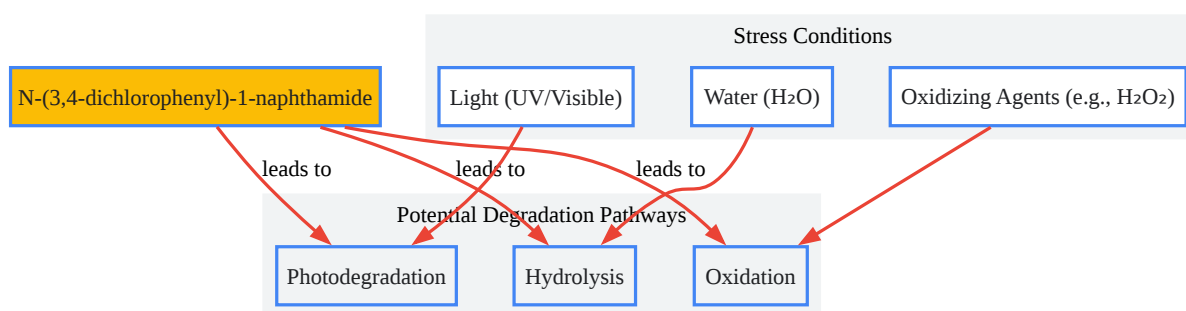 Stress Conditions
N-(3,4-dichlorophenyl)-1-naphthamide
Light (UV/Visible)
Water (H₂O)
Oxidizing Agents (e.g., H₂O₂)
leads to
leads to
leads to
Potential Degradation Pathways
Photodegradation
Hydrolysis
Oxidation